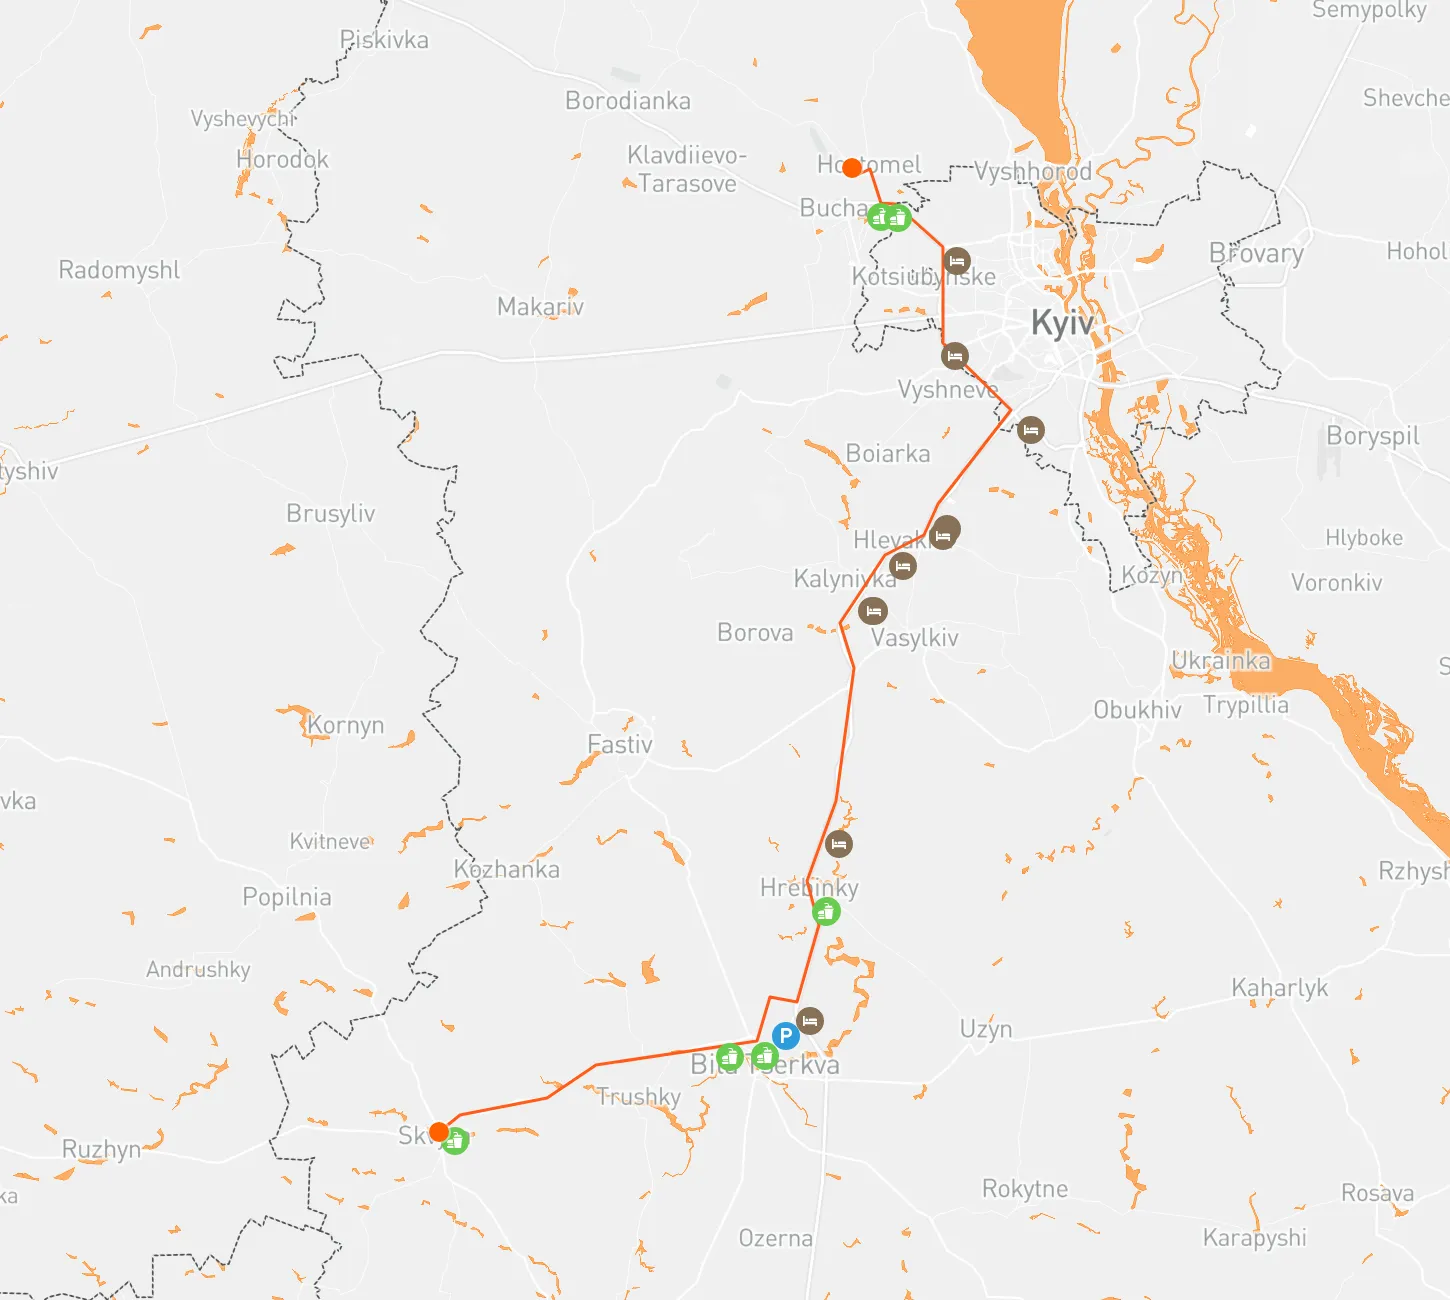 Semypolky
Piskivka
Shevche
Borodianka
Vyshevychi
Horodok
Klavdiievo-
Tarasove
Hostomel
Vyshhorod
Bucha
Brovary
Hohol
Radomyshl
Kotsiubynske
Makariv
Kyiv
Vyshneve
Boryspil
Boiarka
tyshiv
Brusyliv
Hlyboke
Kalynivka
Kozyn
Voronkiv
Borova
Vasylkiv
Ukrainka
S
Trypillia
Obukhiv
Kornyn
Fastiv
vka
Kvitneve
Kozhanka
Rzhysh
Popilnia
Hrebinky
Andrushky
Kaharlyk
Uzyn
P
Bila Tserkva
Trushky
Ruzhyn
Rokytne
Rosava
ka
Ozerna
Karapyshi